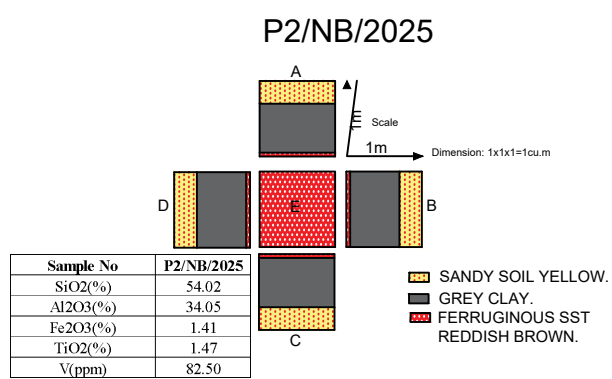 P2/NB/2025
A
1m
Scale
1m
Dimension: 1x1x1=1cu.m
D
E
B
C
Sample No P2/NB/2025
SiO2(%) 54.02
Al2O3(%) 34.05
Fe2O3(%) 1.41
TiO2(%) 1.47
V(ppm) 82.50
SANDY SOIL YELLOW.
GREY CLAY.
FERRUGINOUS SST
REDDISH BROWN.